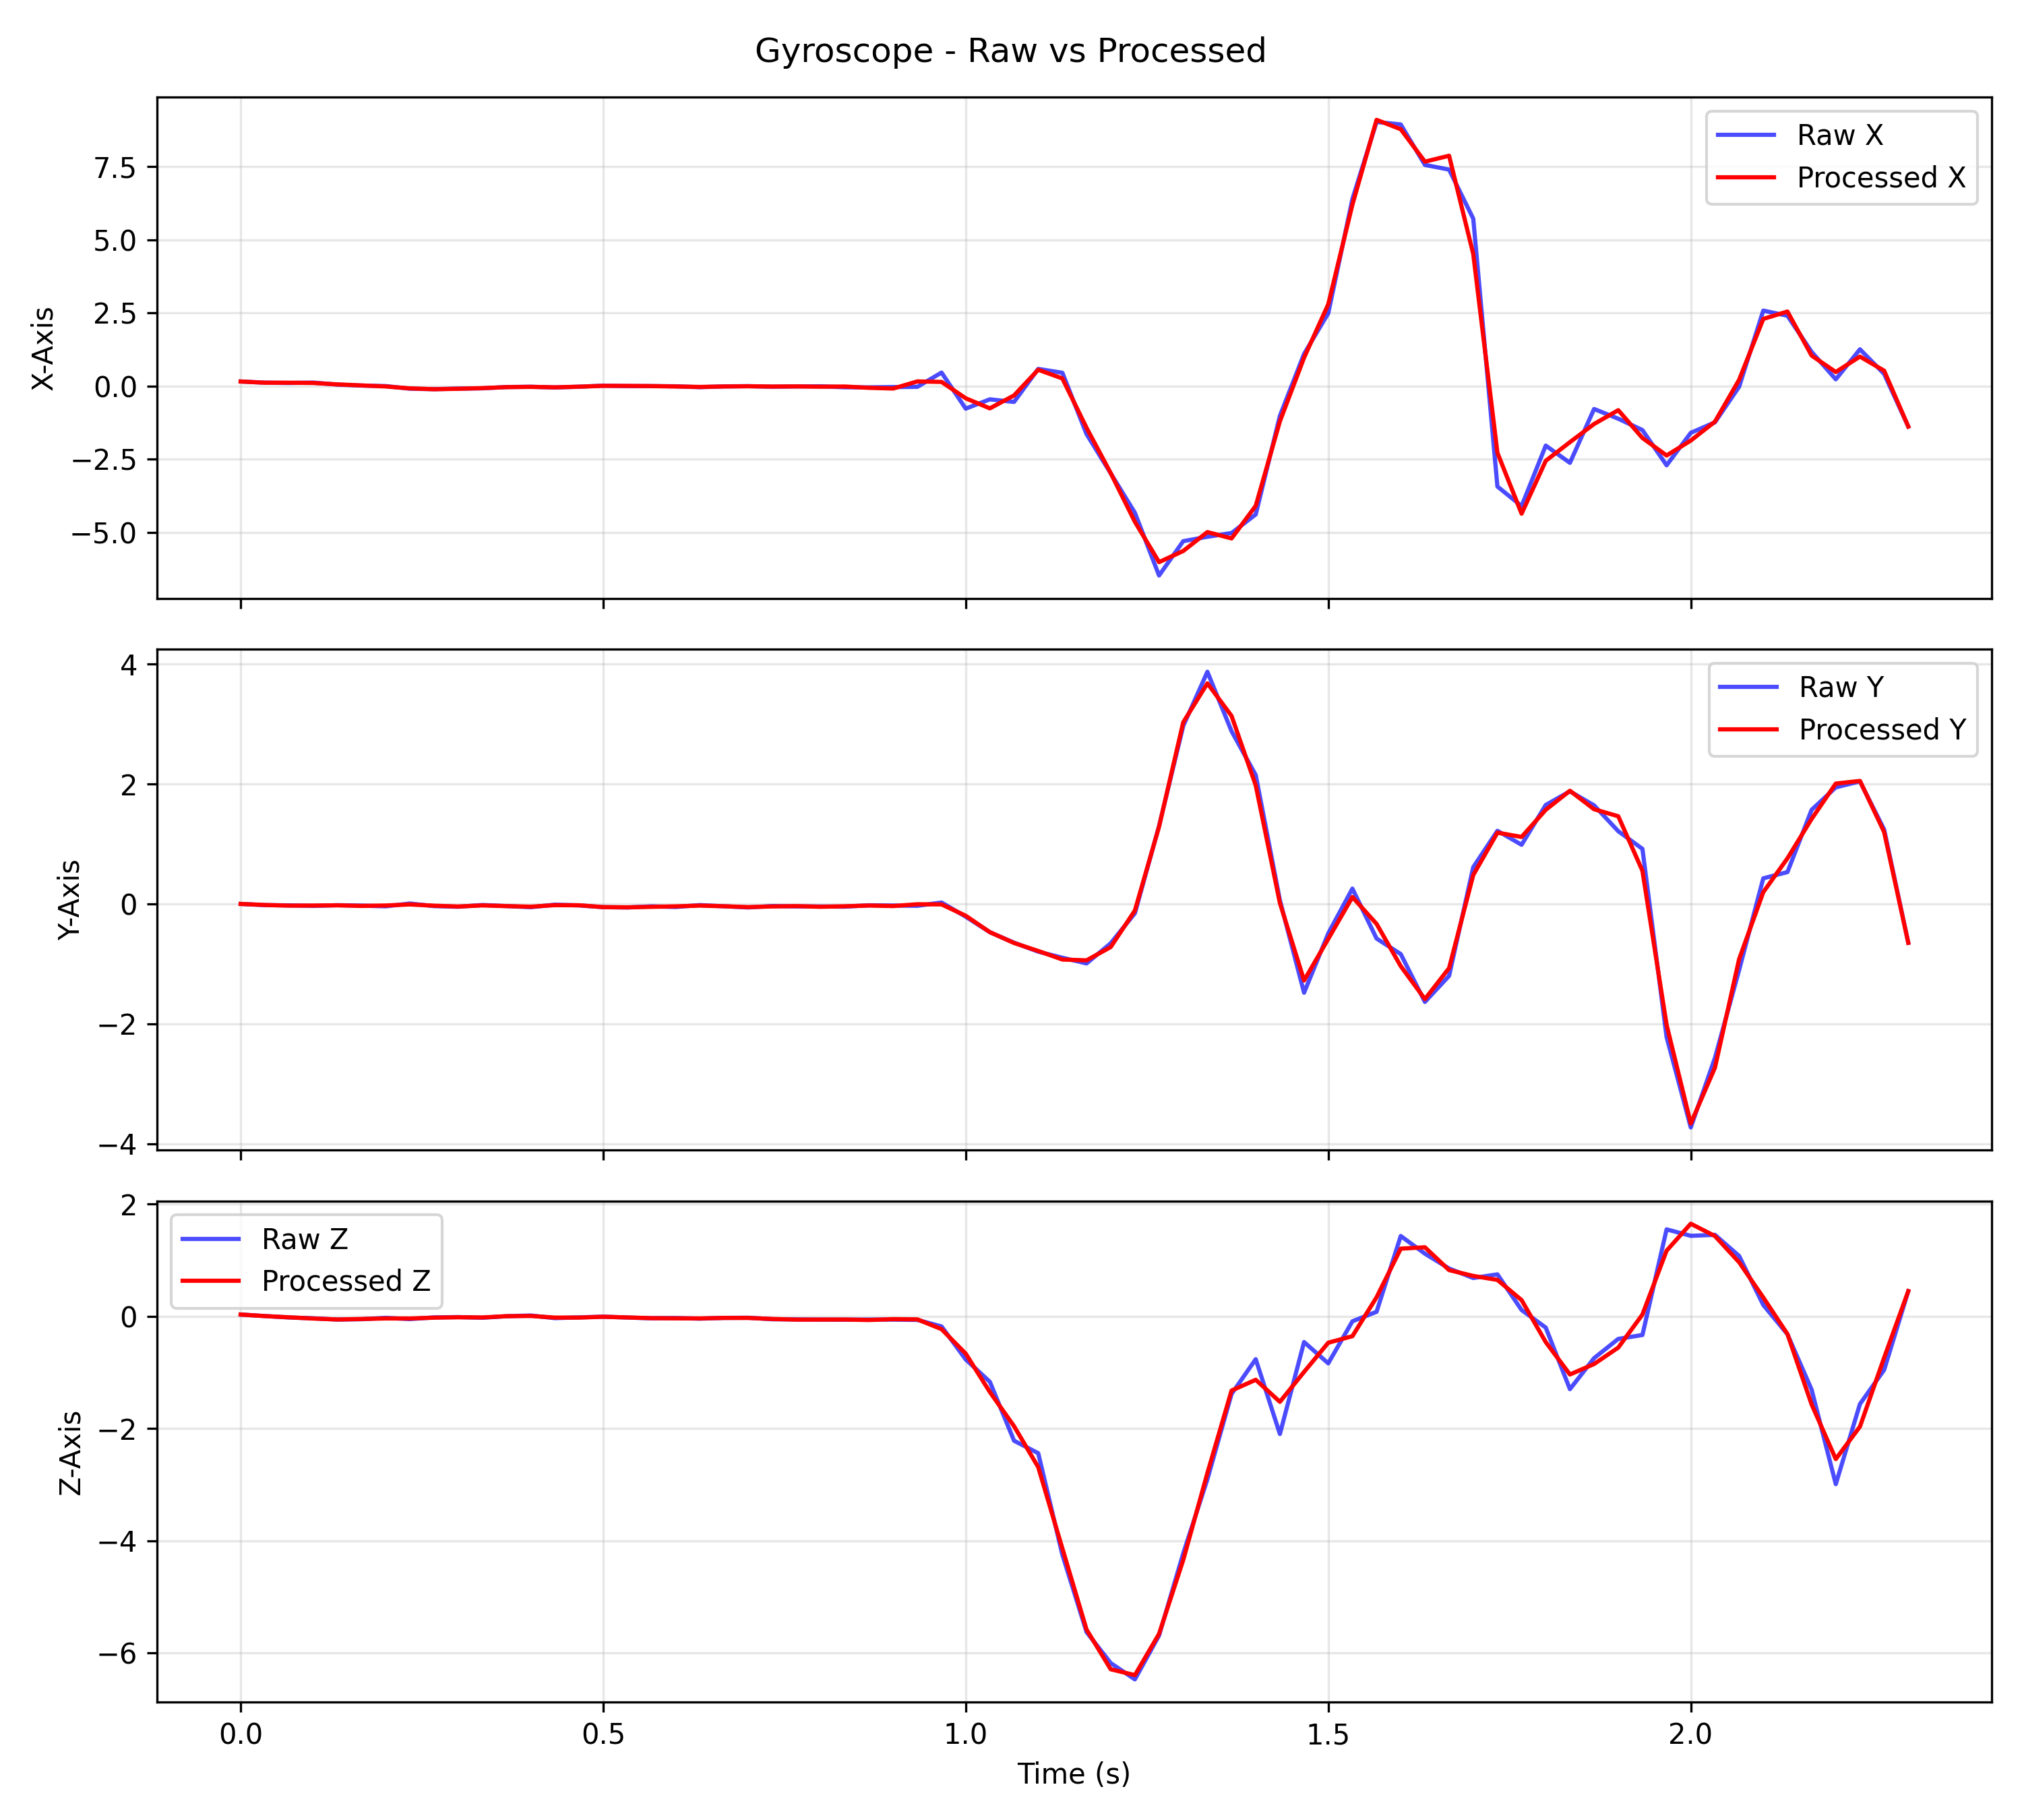 Gyroscope - Raw vs Processed
X-Axis
7.5
5.0
2.5
0.0
−2.5
−5.0
Raw X
Processed X
Y-Axis
4
2
0
−2
−4
Raw Y
Processed Y
Z-Axis
2
0
−2
−4
−6
Raw Z
Processed Z
0.0 0.5 1.0 1.5 2.0
Time (s)